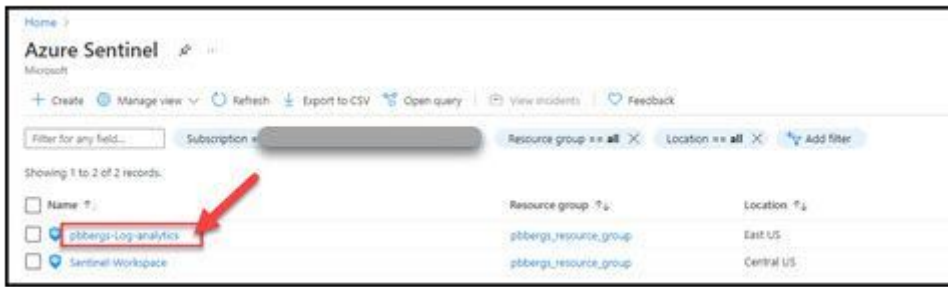 Home >
Azure Sentinel
Microsoft
+ Create Manage view Refresh Export to CSV Open query View incidents Feedback
Filter for any field... Subscription = Resource group == all Location == all Add filter
Showing 1 to 2 of 2 records.
Name Resource group Location
pbbergs-Log-analytics pbbergs_resource_group East US
Sentinel-Workspace pbbergs_resource_group Central US